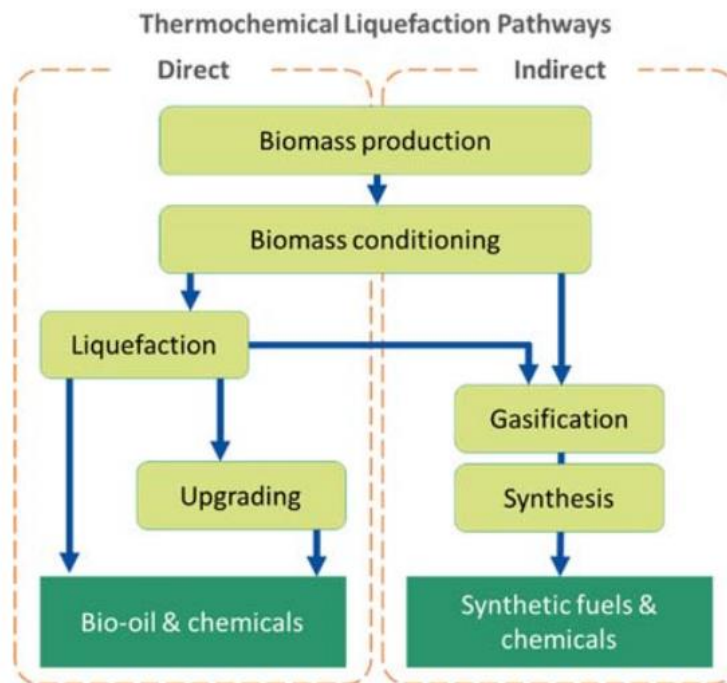 Thermochemical Liquefaction Pathways
Direct
Indirect
Biomass production
Biomass conditioning
Liquefaction
Gasification
Upgrading
Synthesis
Bio-oil & chemicals
Synthetic fuels &
chemicals